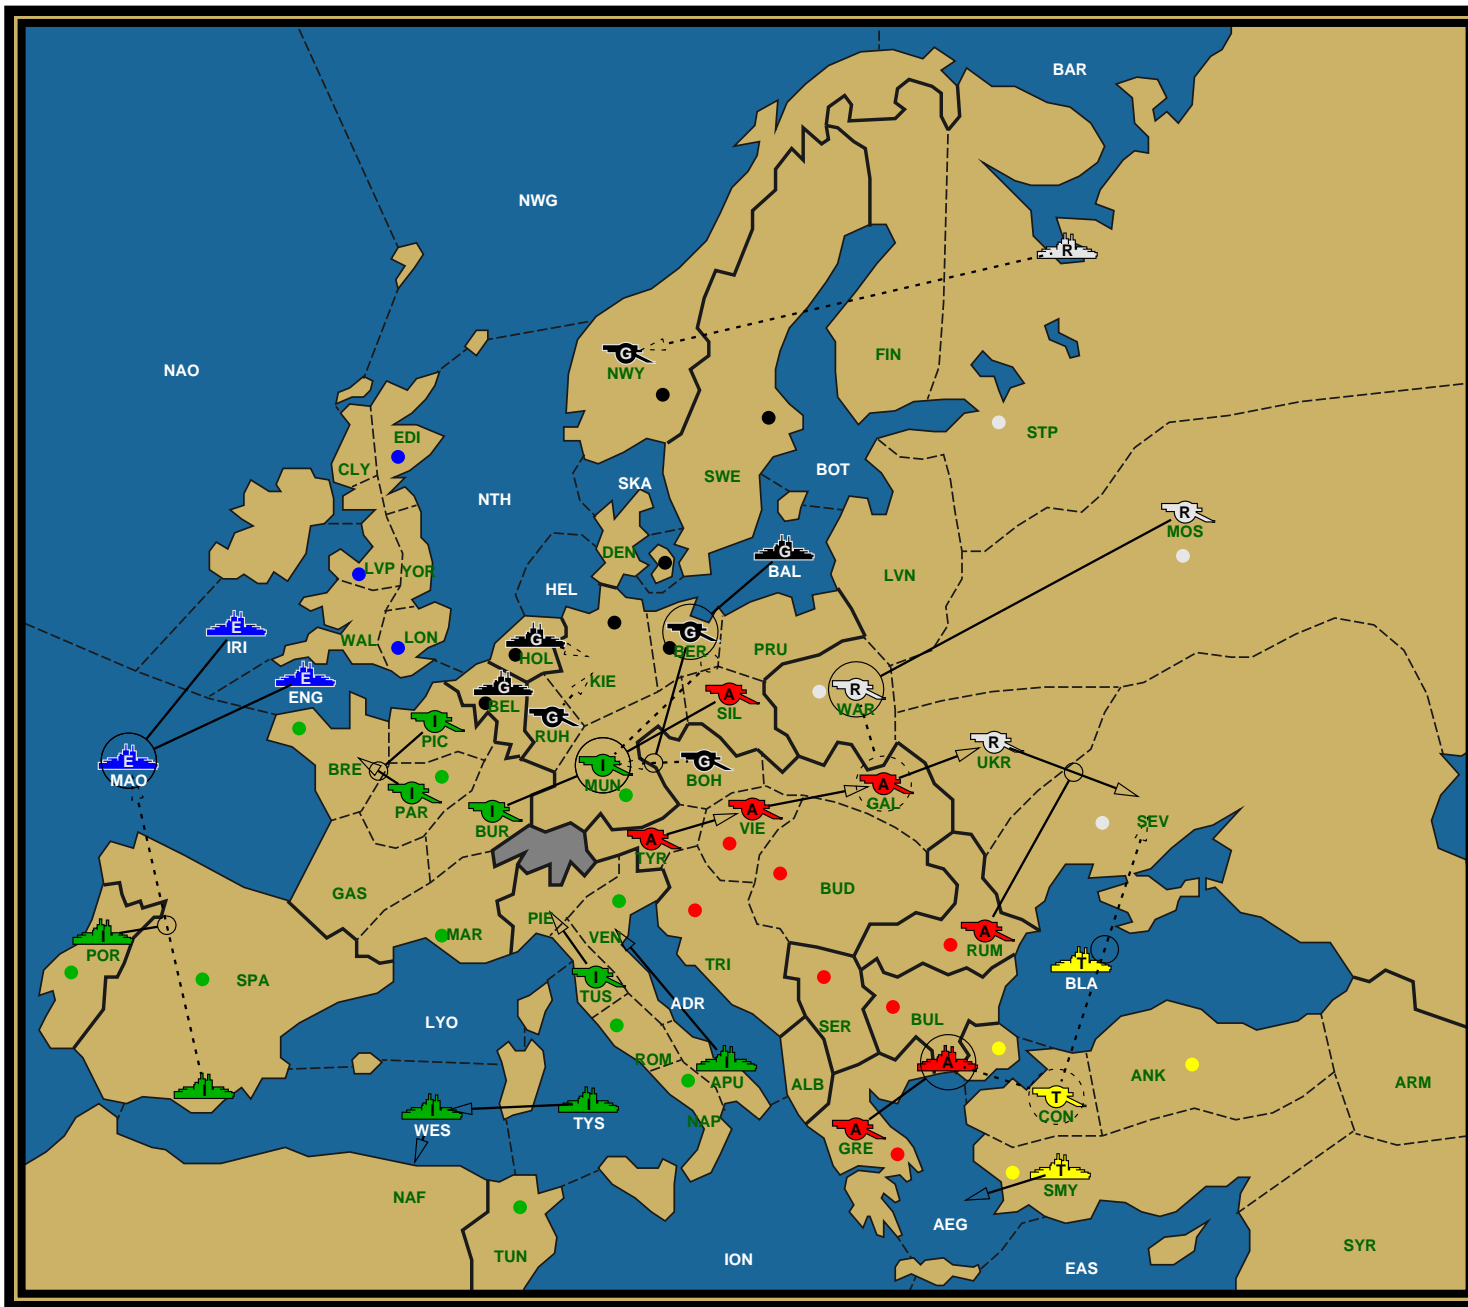 BAR
NWG
R
NAO
G
NWY
FIN
STP
EDI
CLY
SWE
BOT
SKA
NTH
R
MOS
DEN
G
BAL
LVP
YOR
LVN
HEL
E
IRI
WAL
LON
G
HOL
G
BER
PRU
E
ENG
KIE
G
BEL
A
SIL
R
WAR
I
PIC
G
RUH
R
UKR
E
MAO
BRE
I
MUN
G
BOH
A
GAL
I
PAR
I
BUR
A
VIE
SEV
A
TYR
GAS
BUD
PIE
I
POR
MAR
VEN
A
RUM
TRI
SPA
I
TUS
T
BLA
ADR
LYO
SER
BUL
ROM
I
APU
A
ALB
ANK
ARM
I
I
WES
I
TYS
T
CON
NAP
A
GRE
T
SMY
NAF
AEG
TUN
ION
EAS
SYR